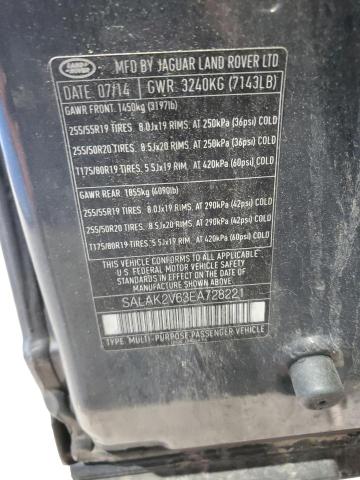 LAND ROVER
MFD BY JAGUAR LAND ROVER LTD
DATE 07/14 GWR. 3240KG (7143LB)
GAWR FRONT. 1450kg (3197lb)
255/55R19 TIRES. 8.0Jx19 RIMS. AT 250kPa (36psi) COLD
255/50R20 TIRES. 8.5Jx20 RIMS. AT 250kPa (36psi) COLD
T175/80R19 TIRES. 5.5Jx19 RIMS. AT 420kPa (60psi) COLD
GAWR REAR. 1855kg (4090lb)
255/55R19 TIRES. 8.0Jx19 RIMS. AT 290kPa (42psi) COLD
255/50R20 TIRES. 8.5Jx20 RIMS. AT 290kPa (42psi) COLD
T175/80R19 TIRES. 5.5Jx19 RIMS. AT 420kPa (60psi) COLD
THIS VEHICLE CONFORMS TO ALL APPLICABLE
U.S. FEDERAL MOTOR VEHICLE SAFETY
STANDARDS IN EFFECT ON THE DATE OF
MANUFACTURE SHOWN ABOVE
SALAK2V63EA728221
TYPE: MULTI-PURPOSE PASSENGER VEHICLE